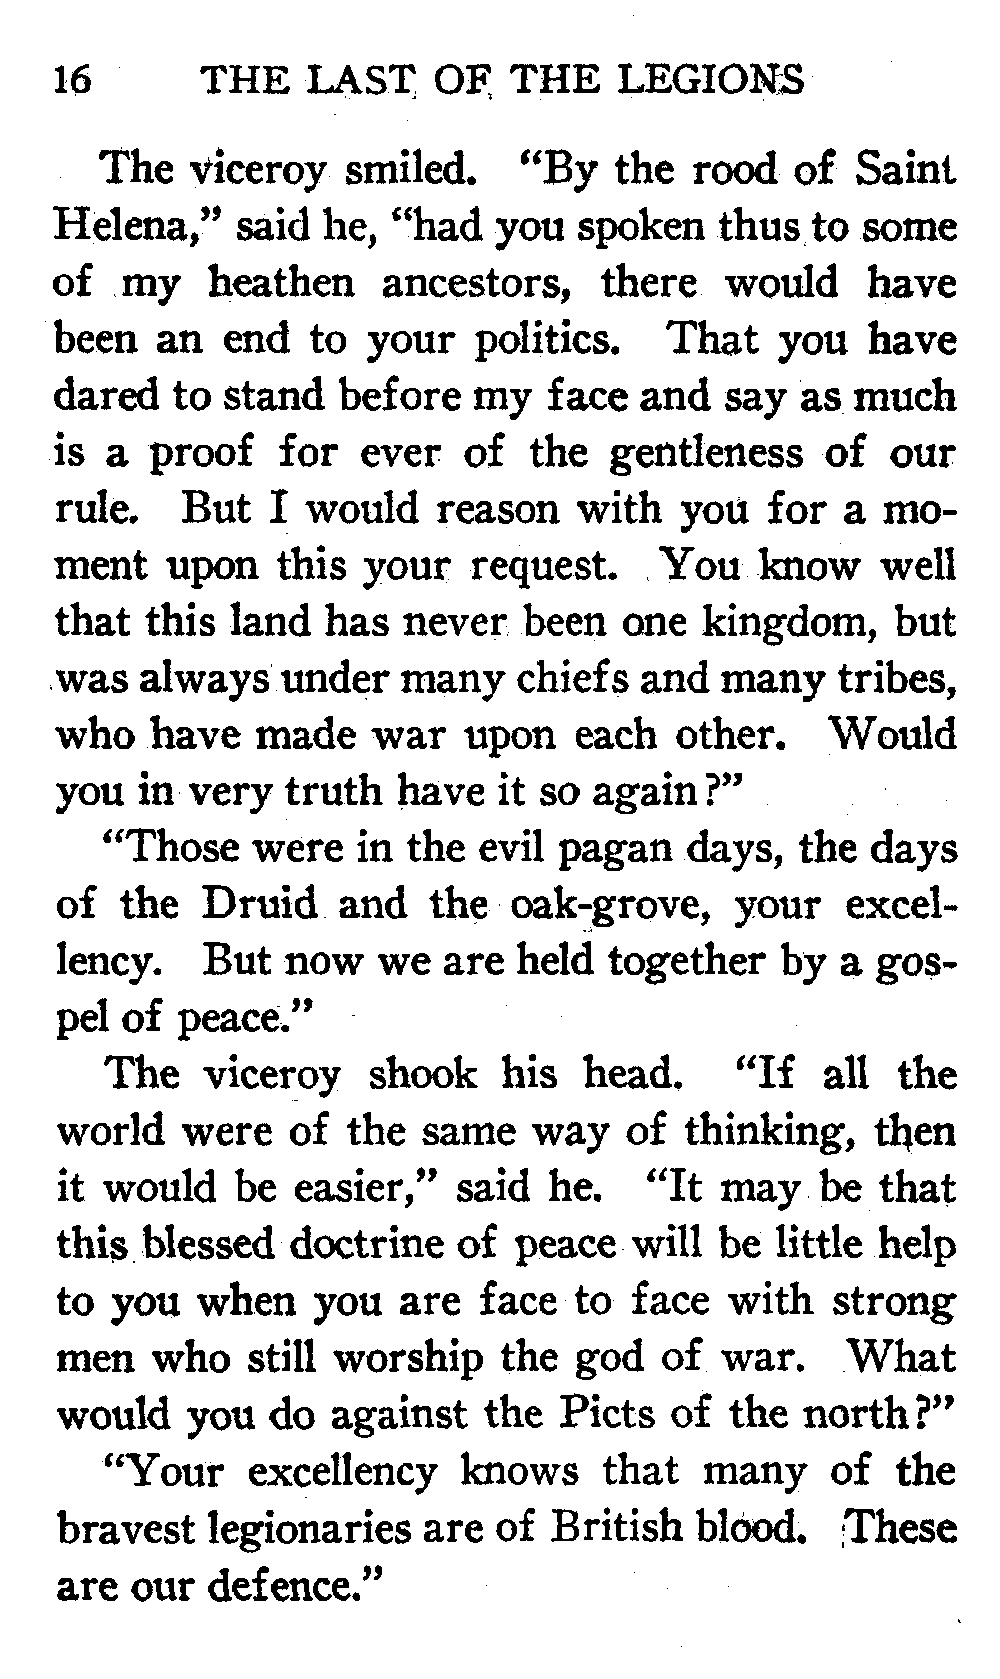 16 THE LAST OF THE LEGIONS
The viceroy smiled. "By the rood of Saint
Helena," said he, "had you spoken thus to some
of my heathen ancestors, there would have
been an end to your politics. That you have
dared to stand before my face and say as much
is a proof for ever of the gentleness of our
rule. But I would reason with you for a mo-
ment upon this your request. You know well
that this land has never been one kingdom, but
was always under many chiefs and many tribes,
who have made war upon each other. Would
you in very truth have it so again?"
"Those were in the evil pagan days, the days
of the Druid and the oak-grove, your excel-
lency. But now we are held together by a gos-
pel of peace."
The viceroy shook his head. "If all the
world were of the same way of thinking, then
it would be easier," said he. "It may be that
this blessed doctrine of peace will be little help
to you when you are face to face with strong
men who still worship the god of war. What
would you do against the Picts of the north?"
"Your excellency knows that many of the
bravest legionaries are of British blood. These
are our defence."